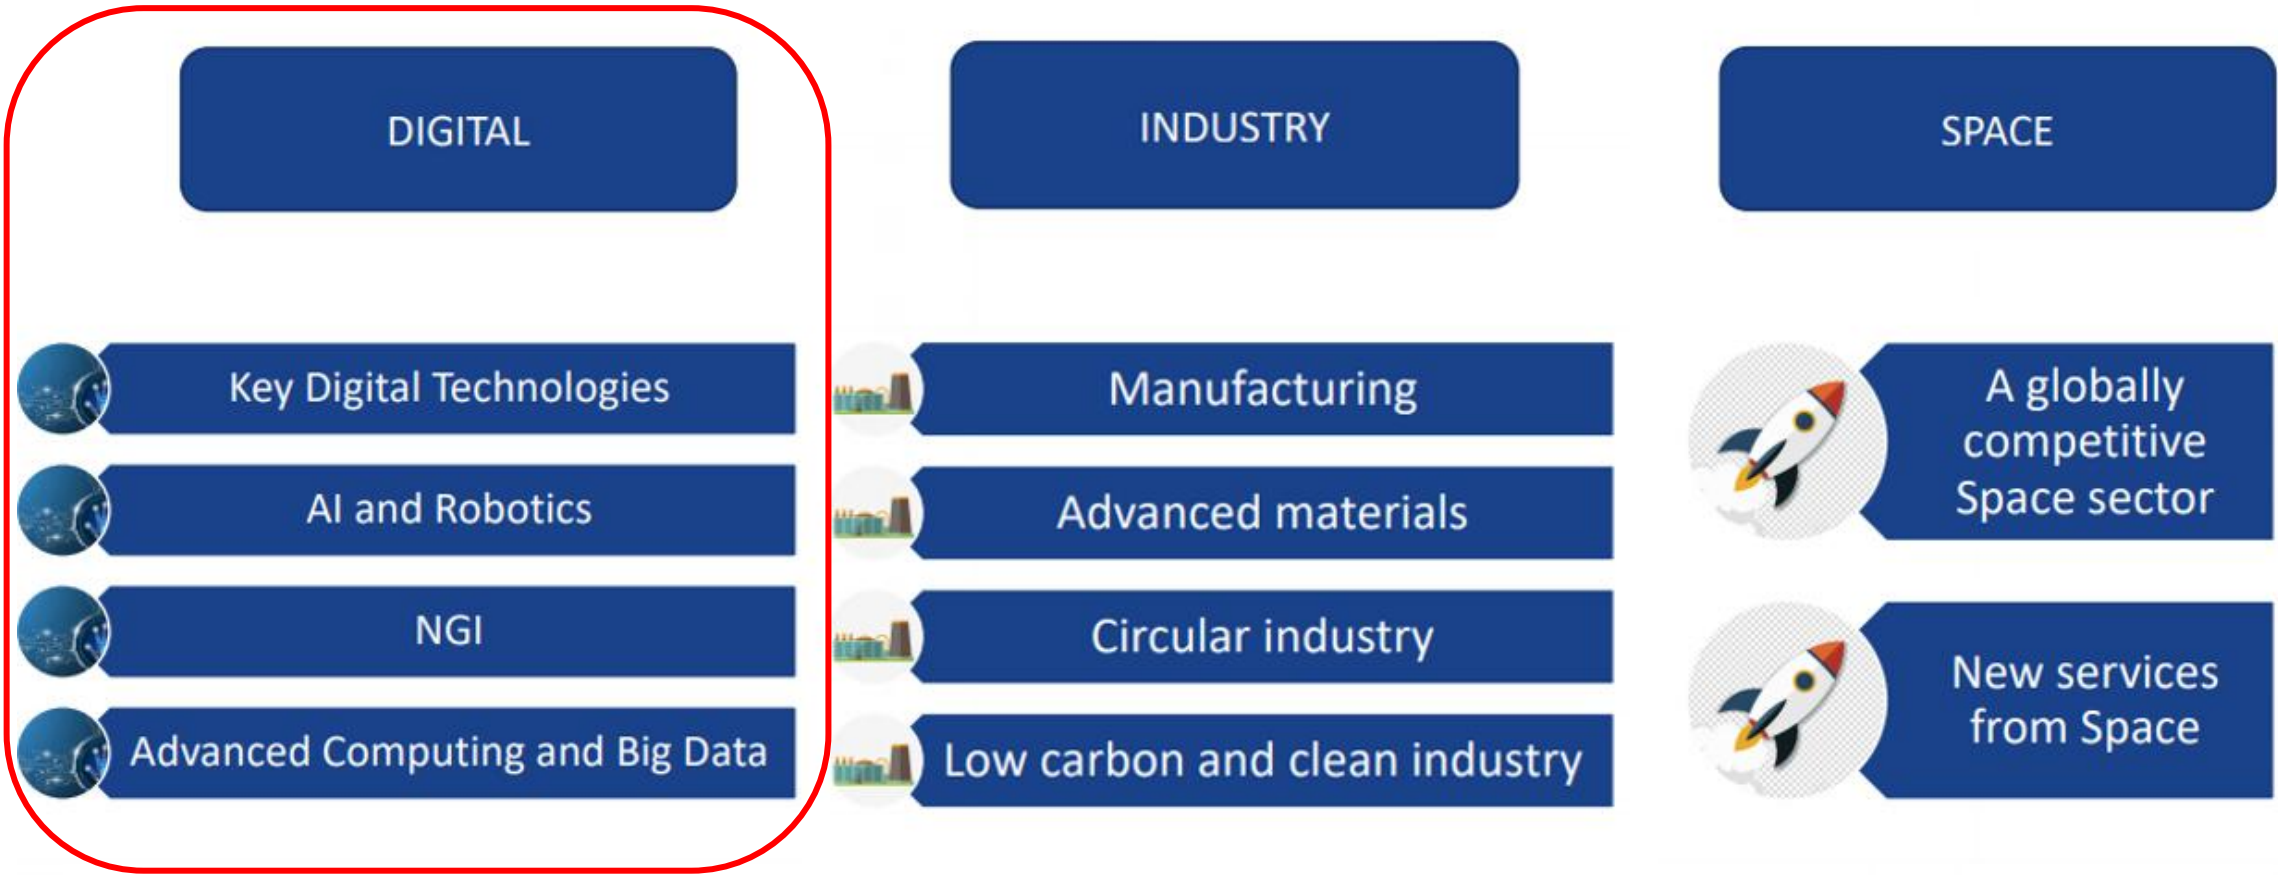 DIGITAL
Key Digital Technologies
AI and Robotics
NGI
Advanced Computing and Big Data
INDUSTRY
Manufacturing
Advanced materials
Circular industry
Low carbon and clean industry
SPACE
A globally
competitive
Space sector
New services
from Space